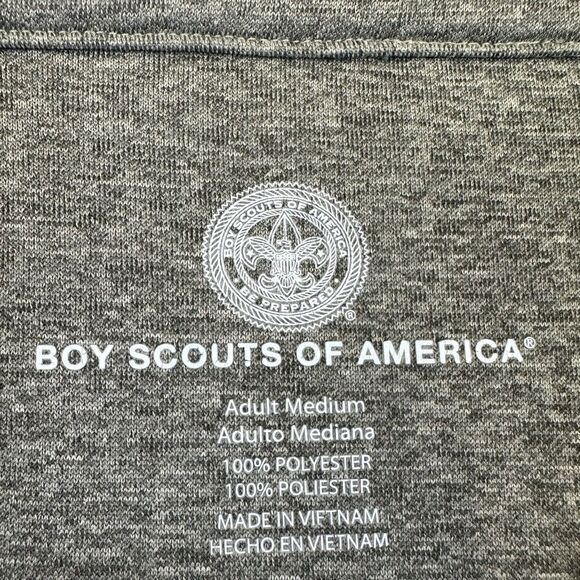 BOY SCOUTS OF AMERICA
BE PREPARED
®
BOY SCOUTS OF AMERICA®
Adult Medium
Adulto Mediana
100% POLYESTER
100% POLIESTER
MADE IN VIETNAM
HECHO EN VIETNAM